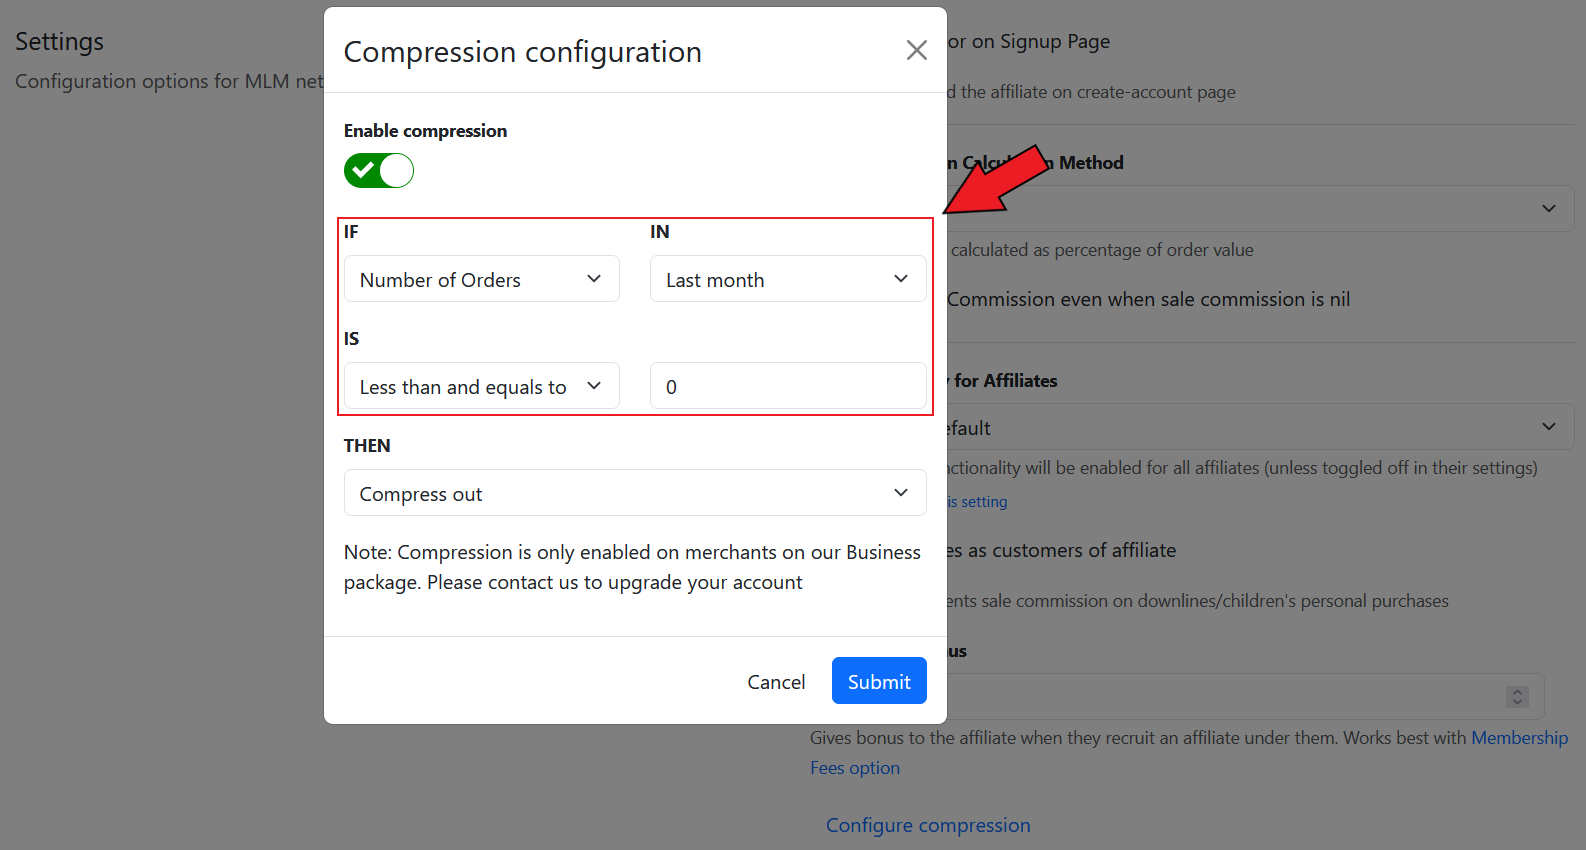 Settings
Configuration options for MLM net
Compression configuration
Enable compression
IF
IN
Number of Orders
Last month
IS
Less than and equals to
0
THEN
Compress out
Note: Compression is only enabled on merchants on our Business
package. Please contact us to upgrade your account
Cancel
Submit
or on Signup Page
d the affiliate on create-account page
Method
calculated as percentage of order value
Commission even when sale commission is nil
for Affiliates
efault
nctionality will be enabled for all affiliates (unless toggled off in their settings)
is setting
es as customers of affiliate
ents sale commission on downlines/children's personal purchases
us
Gives bonus to the affiliate when they recruit an affiliate under them. Works best with Membership
Fees option
Configure compression